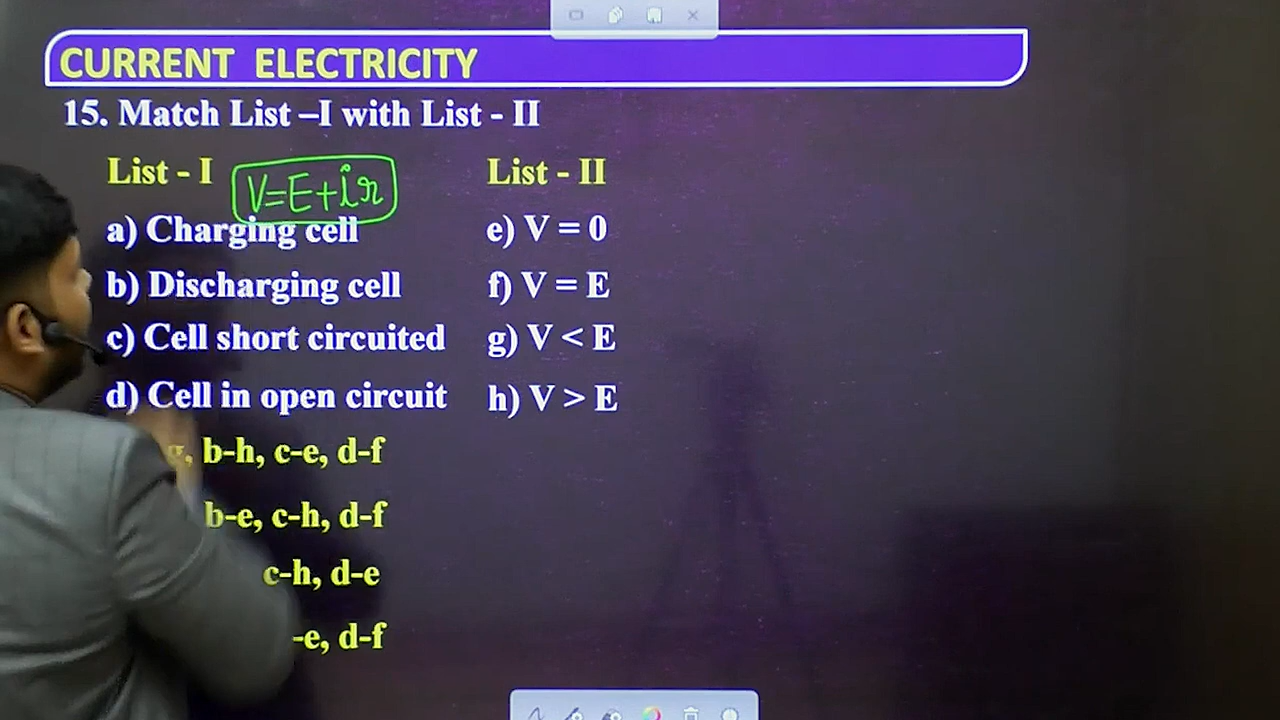 CURRENT ELECTRICITY
15. Match List –I with List - II
List - I V=E+ir List - II
a) Charging cell e) V = 0
b) Discharging cell f) V = E
c) Cell short circuited g) V < E
d) Cell in open circuit h) V > E
g, b-h, c-e, d-f
b-e, c-h, d-f
c-h, d-e
-e, d-f